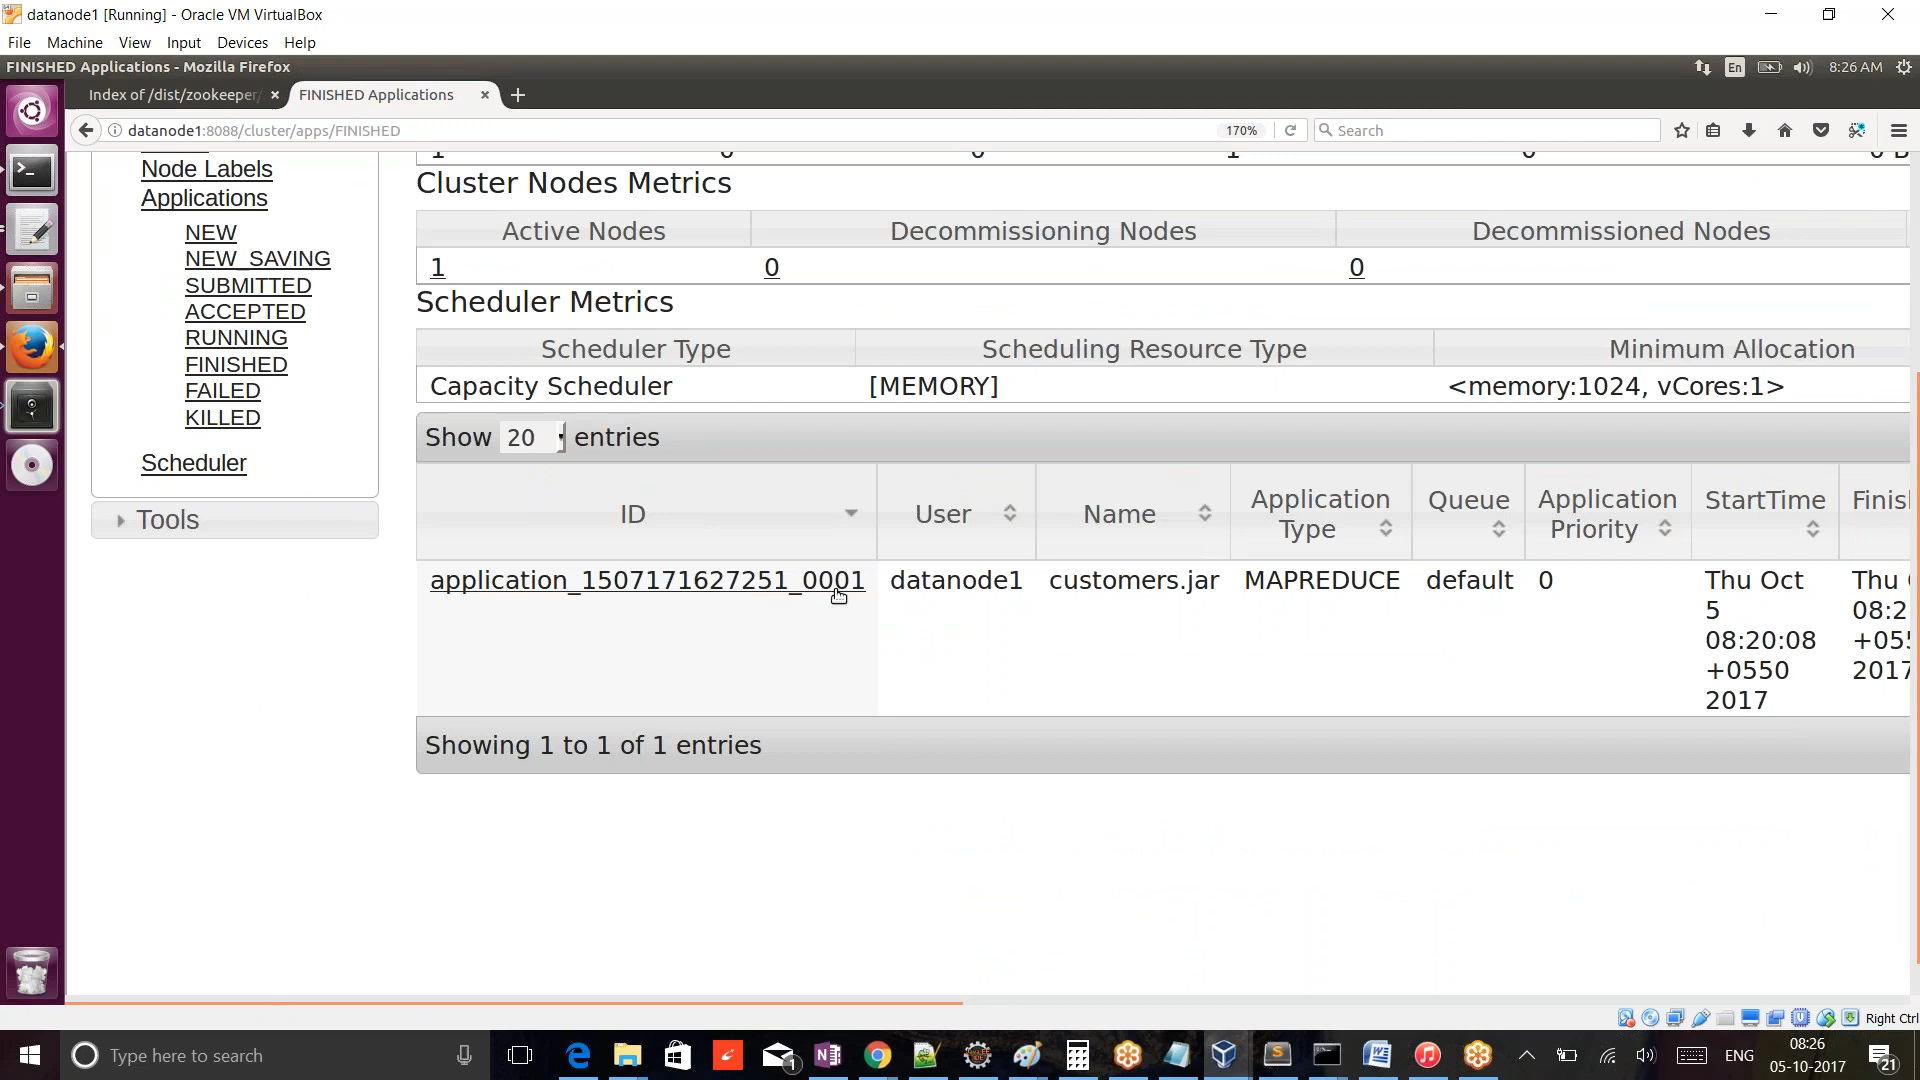 datanode1 [Running] - Oracle VM VirtualBox
File Machine View Input Devices Help
FINISHED Applications - Mozilla Firefox
En 8:26 AM
Index of /dist/zookeeper/ FINISHED Applications
datanode1:8088/cluster/apps/FINISHED 170% Search
Node Labels
Applications
NEW
NEW_SAVING
SUBMITTED
ACCEPTED
RUNNING
FINISHED
FAILED
KILLED
Scheduler
Tools
Cluster Nodes Metrics
Active Nodes Decommissioning Nodes Decommissioned Nodes
1 0 0
Scheduler Metrics
Scheduler Type Scheduling Resource Type Minimum Allocation
Capacity Scheduler [MEMORY] <memory:1024, vCores:1>
Show 20 entries
ID User Name Application Type Queue Application Priority StartTime
application_1507171627251_0001 datanode1 customers.jar MAPREDUCE default 0 Thu Oct
5
08:20:08
+0550
2017 2017
Showing 1 to 1 of 1 entries
Right Ctrl
Type here to search
1
ENG
08:26
05-10-2017
21